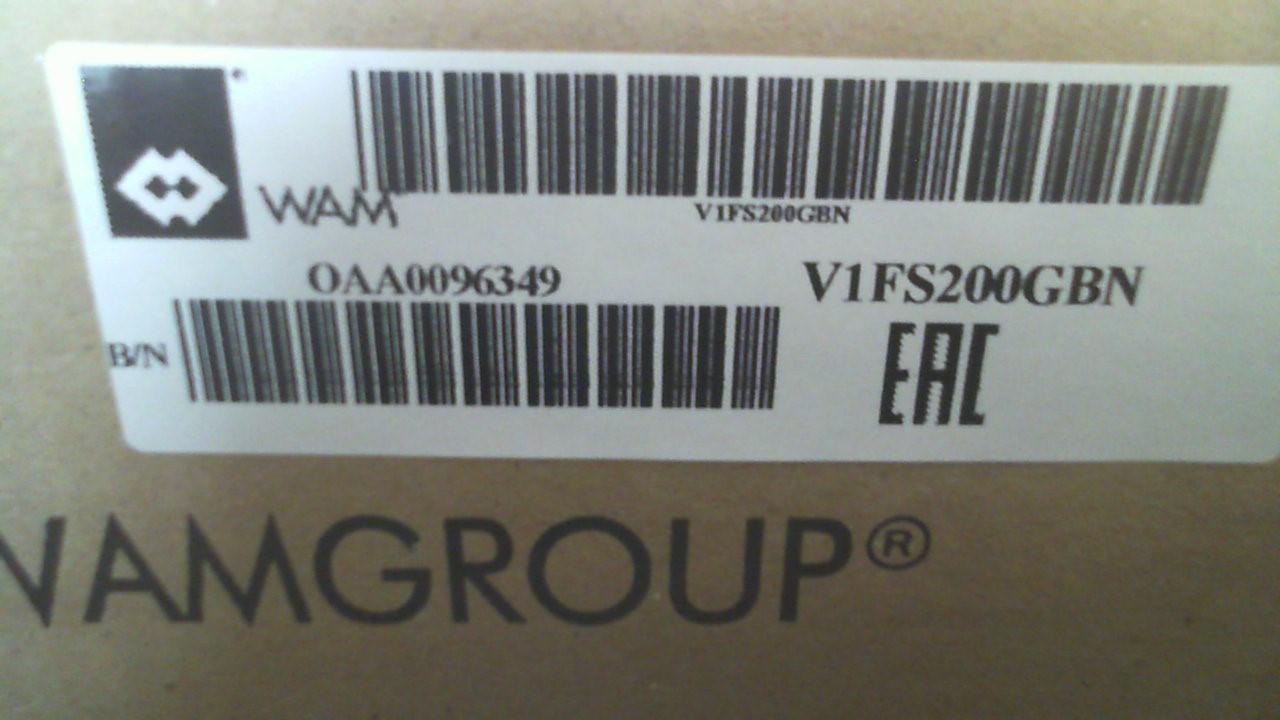 WAM
V1FS200GBN
OAA0096349
V1FS200GBN
B/N
EAC
WAMGROUP®